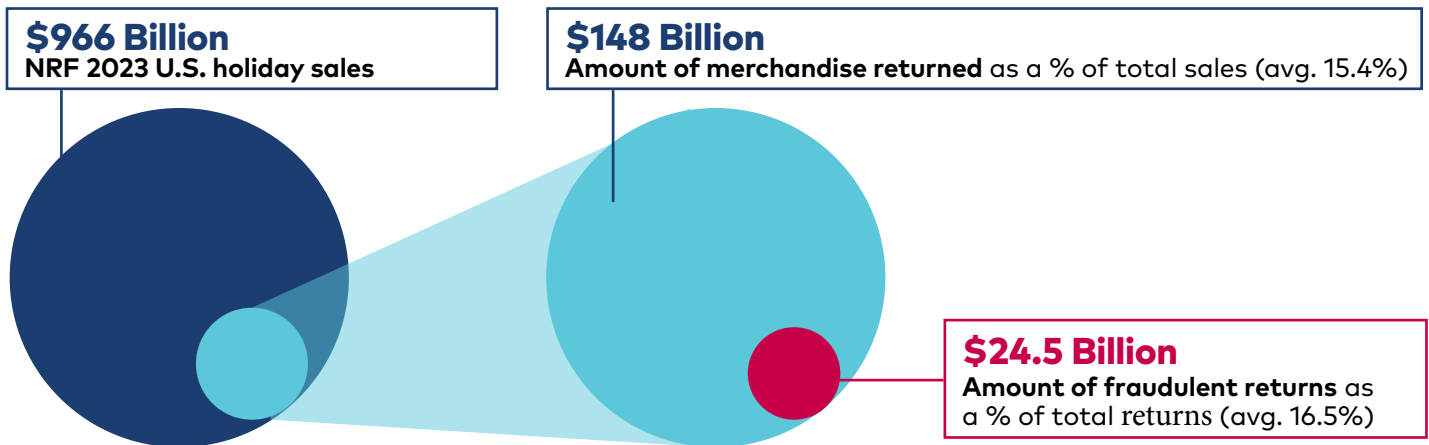 $966 Billion
NRF 2023 U.S. holiday sales
$148 Billion
Amount of merchandise returned as a % of total sales (avg. 15.4%)
$24.5 Billion
Amount of fraudulent returns as
a % of total returns (avg. 16.5%)